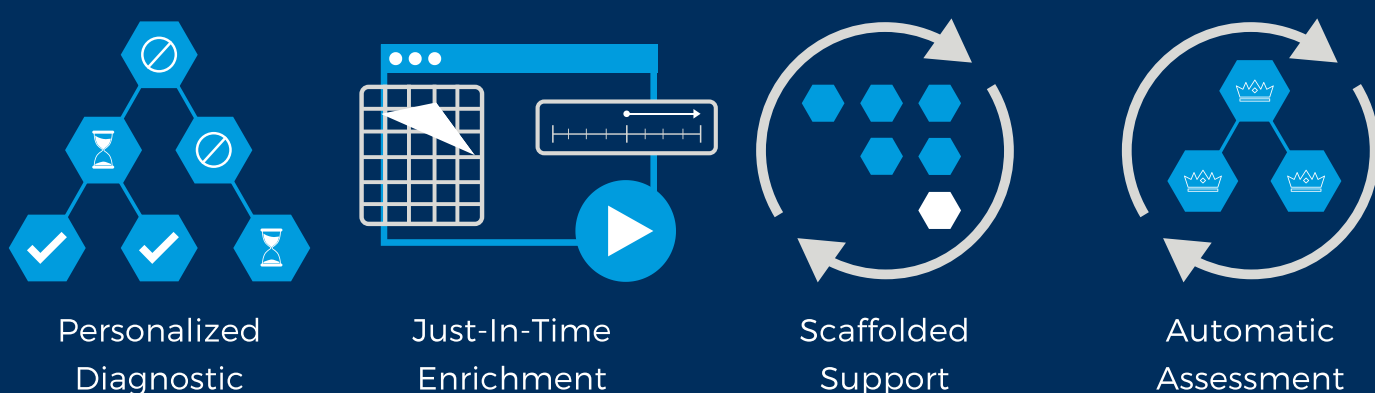 Personalized
Diagnostic
Just-In-Time
Enrichment
Scaffolded
Support
Automatic
Assessment